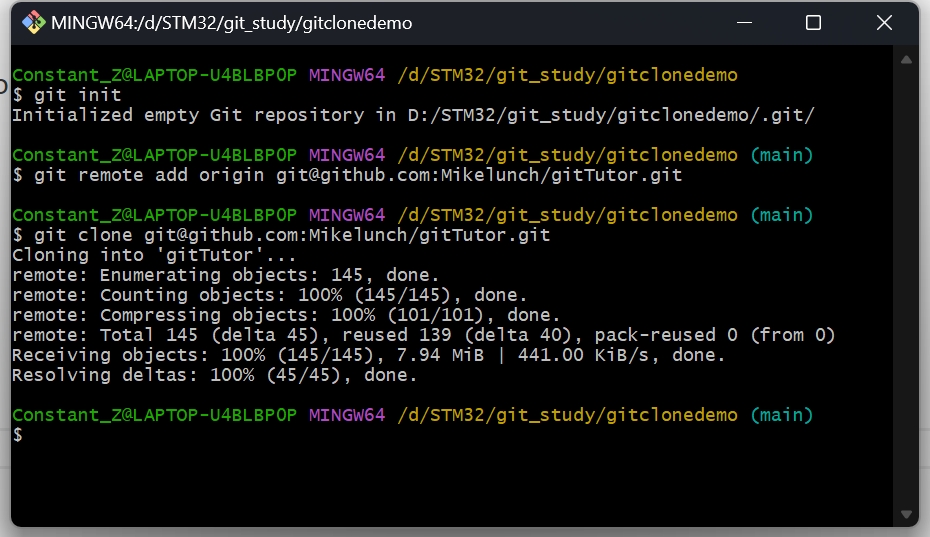 MINGW64:/d/STM32/git_study/gitclonedemo
Constant_Z@LAPTOP-U4BLBP0P MINGW64 /d/STM32/git_study/gitclonedemo
$ git init
Initialized empty Git repository in D:/STM32/git_study/gitclonedemo/.git/
Constant_Z@LAPTOP-U4BLBP0P MINGW64 /d/STM32/git_study/gitclonedemo (main)
$ git remote add origin git@github.com:Mikelunch/gitTutor.git
Constant_Z@LAPTOP-U4BLBP0P MINGW64 /d/STM32/git_study/gitclonedemo (main)
$ git clone git@github.com:Mikelunch/gitTutor.git
Cloning into 'gitTutor'...
remote: Enumerating objects: 145, done.
remote: Counting objects: 100% (145/145), done.
remote: Compressing objects: 100% (101/101), done.
remote: Total 145 (delta 45), reused 139 (delta 40), pack-reused 0 (from 0)
Receiving objects: 100% (145/145), 7.94 MiB | 441.00 KiB/s, done.
Resolving deltas: 100% (45/45), done.
Constant_Z@LAPTOP-U4BLBP0P MINGW64 /d/STM32/git_study/gitclonedemo (main)
$